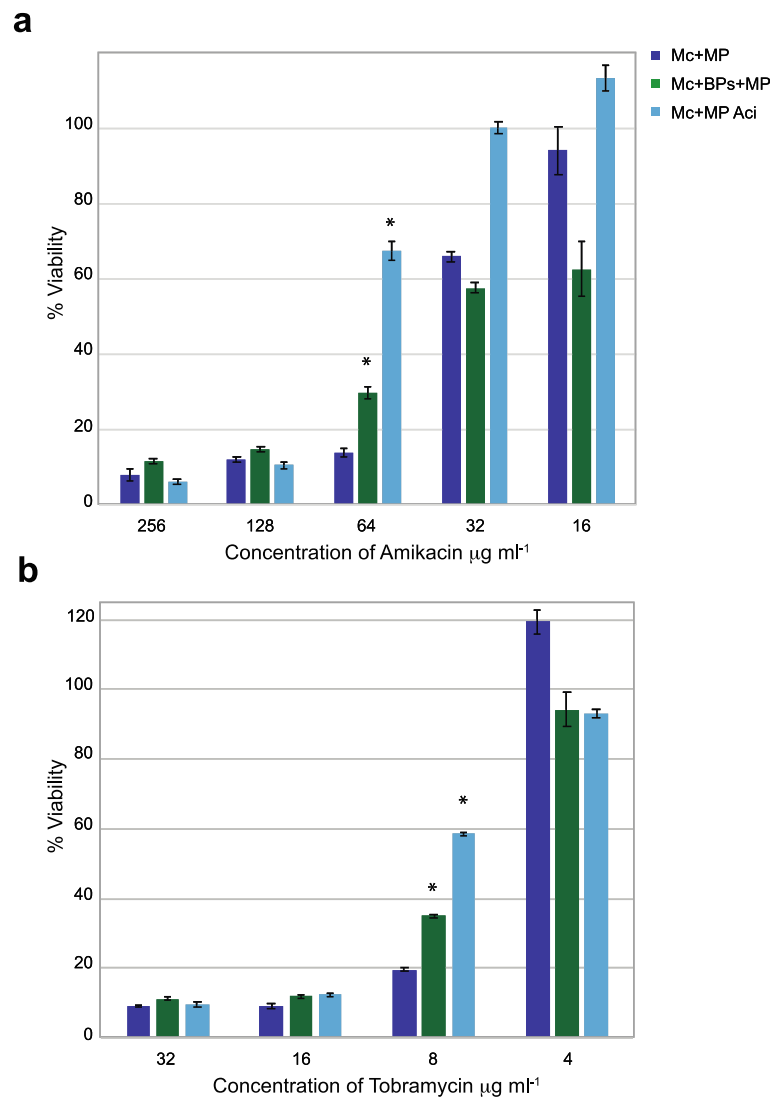 a
Mc+MP
Mc+BPs+MP
Mc+MP Aci
% Viability
100
80
60
40
20
0
*
*
256 128 64 32 16
Concentration of Amikacin µg ml-1
b
% Viability
120
100
80
60
40
20
0
*
*
32 16 8 4
Concentration of Tobramycin µg ml-1